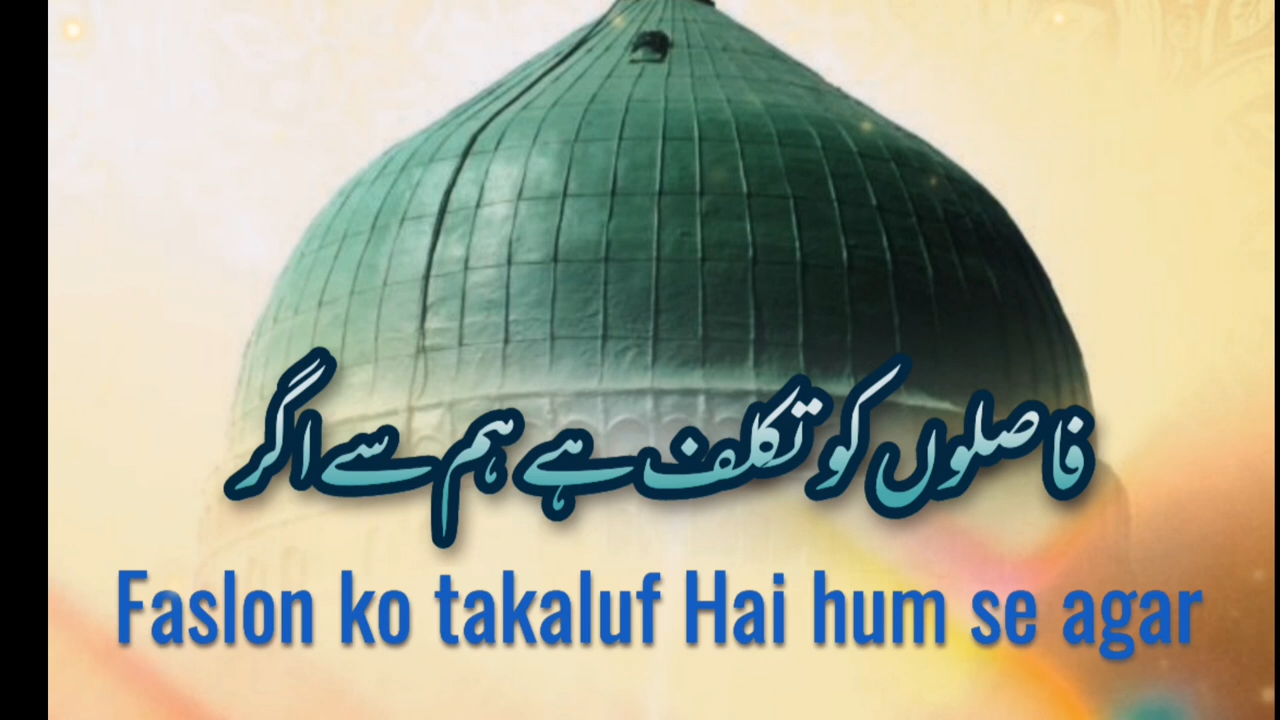 فاصلوں کو تکلف ہے ہم سے اگر
Faslon ko takaluf Hai hum se agar